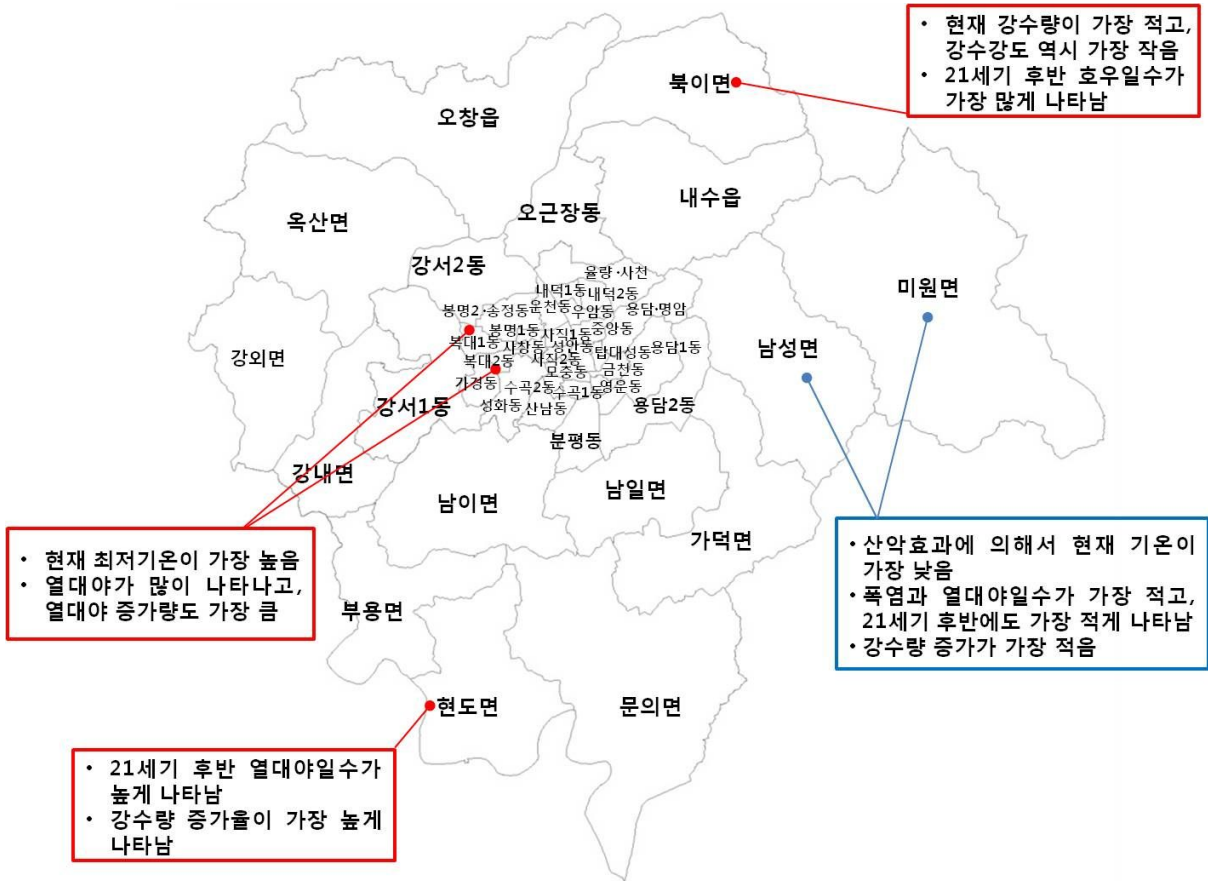 • 현재 강수량이 가장 적고,
강수강도 역시 가장 작음
• 21세기 후반 호우일수가
가장 많게 나타남
북이면
오창읍
내수읍
오근장동
옥산면
강서2동
율량·사천
미원면
내덕1동
내덕2동
봉명2·송정동
운천동
우암동
용담·명암
봉명1동
사직1동
중앙동
복대1동
사창동
성안동
탑대성동
용담1동
남성면
강외면
복대2동
사직2동
모충동
금천동
가경동
수곡2동
수곡1동
영운동
강서1동
성화동
산남동
용담2동
분평동
강내면
남이면
남일면
가덕면
• 현재 최저기온이 가장 높음
• 열대야가 많이 나타나고,
열대야 증가량도 가장 큼
• 산악효과에 의해서 현재 기온이
가장 낮음
• 폭염과 열대야일수가 가장 적고,
21세기 후반에도 가장 적게 나타남
• 강수량 증가가 가장 적음
부용면
현도면
문의면
• 21세기 후반 열대야일수가
높게 나타남
• 강수량 증가율이 가장 높게
나타남